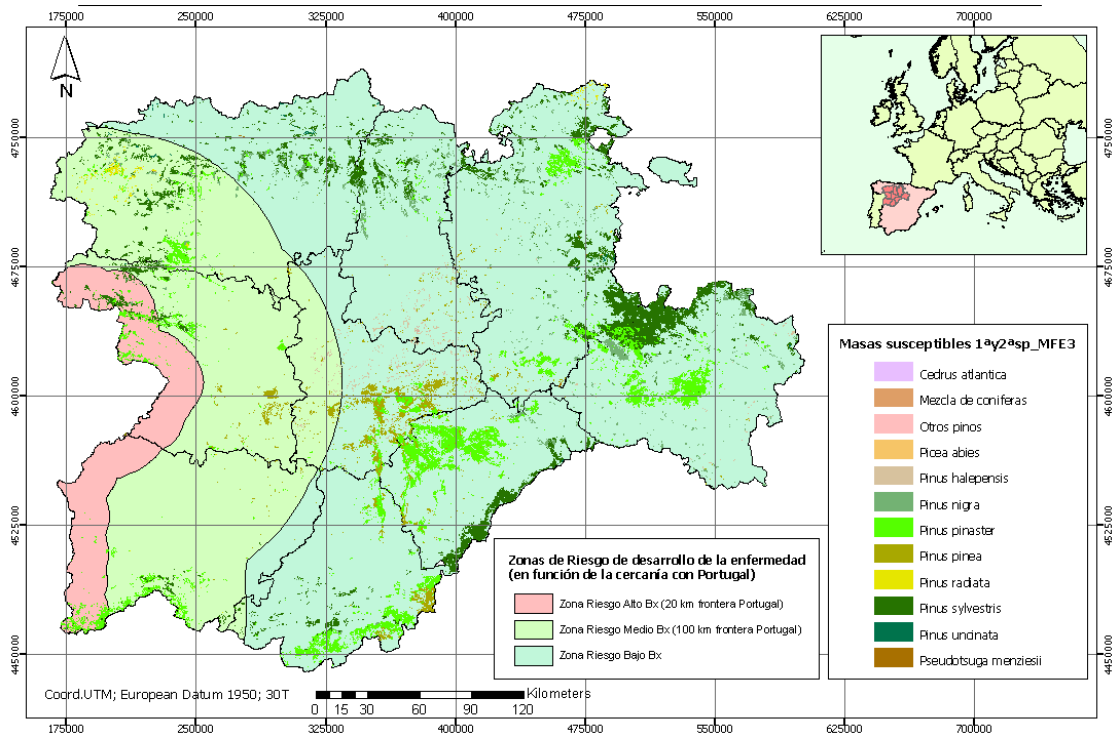 175000 250000 325000 400000 475000 550000 625000 700000
N
4750000 4750000
4675000 4675000
4600000 4600000
4525000 4525000
4450000 4450000
Masas susceptibles 1ªy2ªsp_MFE3
Cedrus atlantica
Mezcla de coniferas
Otros pinos
Picea abies
Pinus halepensis
Pinus nigra
Pinus pinaster
Pinus pinea
Pinus radiata
Pinus sylvestris
Pinus uncinata
Pseudotsuga menziesii
Zonas de Riesgo de desarrollo de la enfermedad
(en función de la cercanía con Portugal)
Zona Riesgo Alto Bx (20 km frontera Portugal)
Zona Riesgo Medio Bx (100 km frontera Portugal)
Zona Riesgo Bajo Bx
Coord.UTM; European Datum 1950; 30T
Kilometers
0 15 30 60 90 120
175000 250000 325000 400000 475000 550000 625000 700000